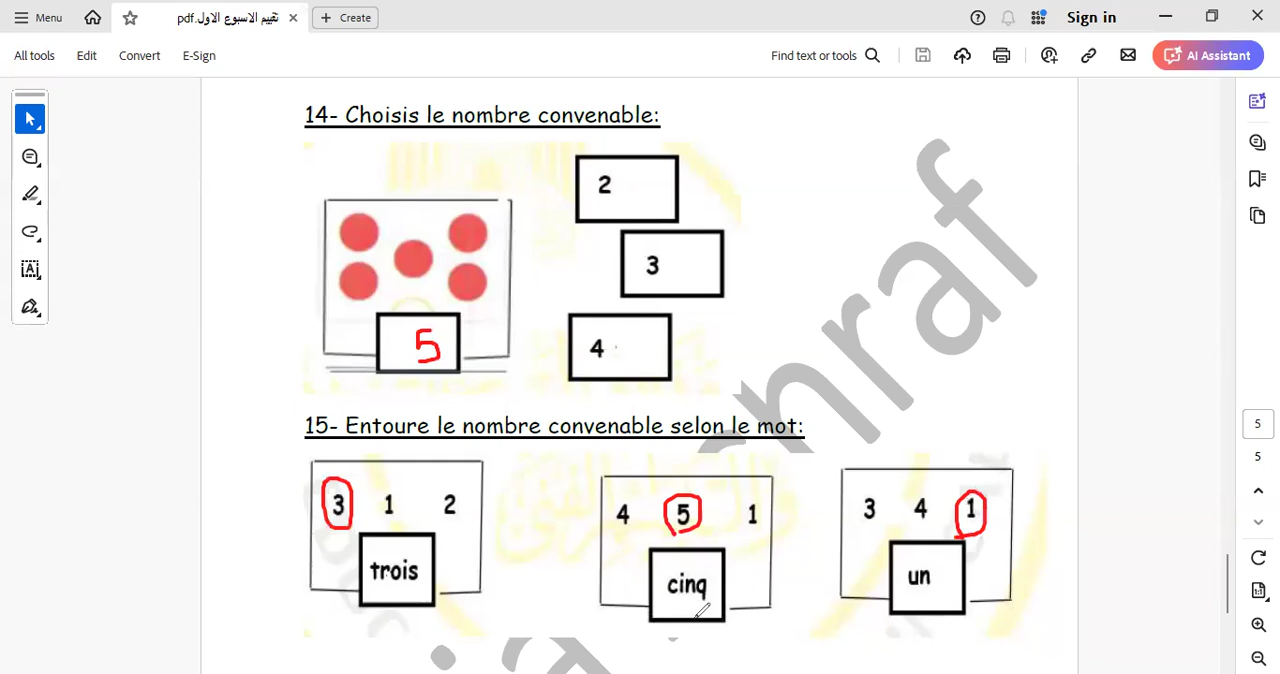 Menu
تقييم الاسبوع الاول.pdf
Create
Sign in
All tools
Edit
Convert
E-Sign
Find text or tools
AI Assistant
14- Choisis le nombre convenable:
2
3
4
5
15- Entoure le nombre convenable selon le mot:
3 1 2
trois
4 5 1
cinq
3 4 1
un
5
5